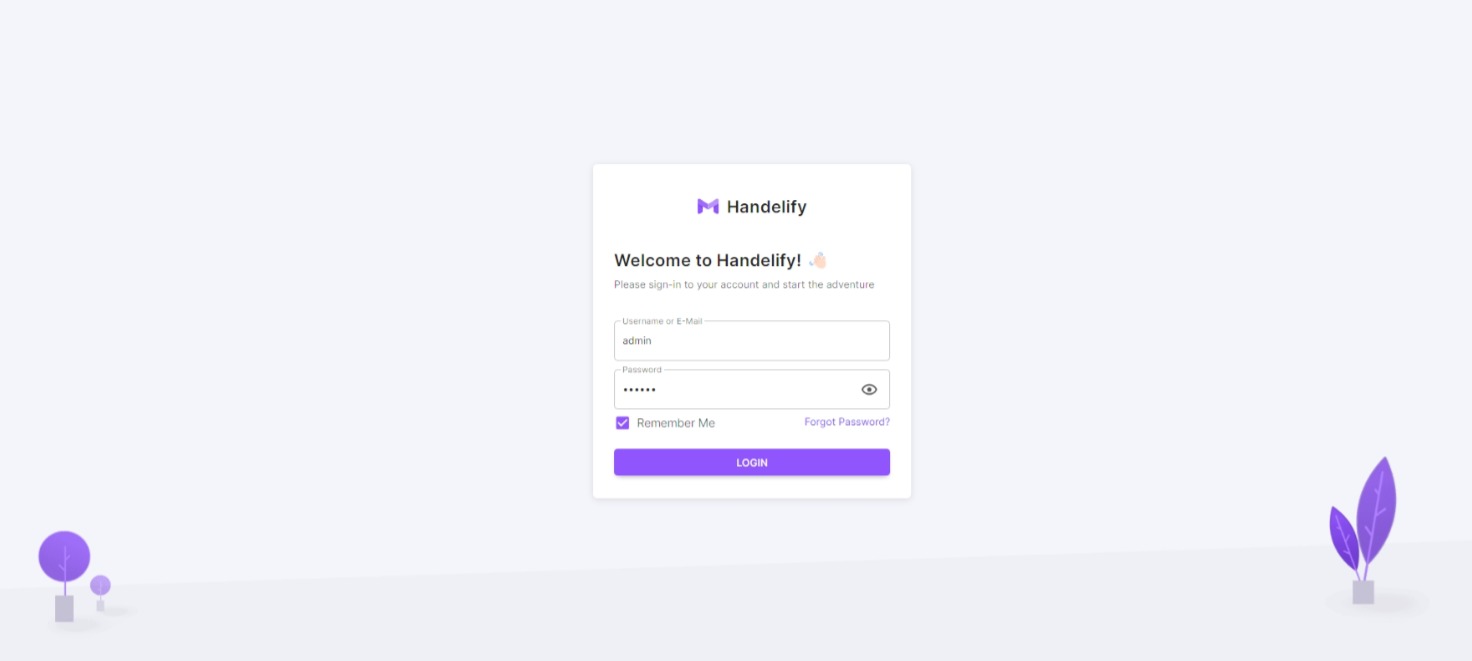 Handelify
Welcome to Handelify! 👋🏻
Please sign-in to your account and start the adventure
Username or E-Mail
admin
Password
••••••
Remember Me
Forgot Password?
LOGIN